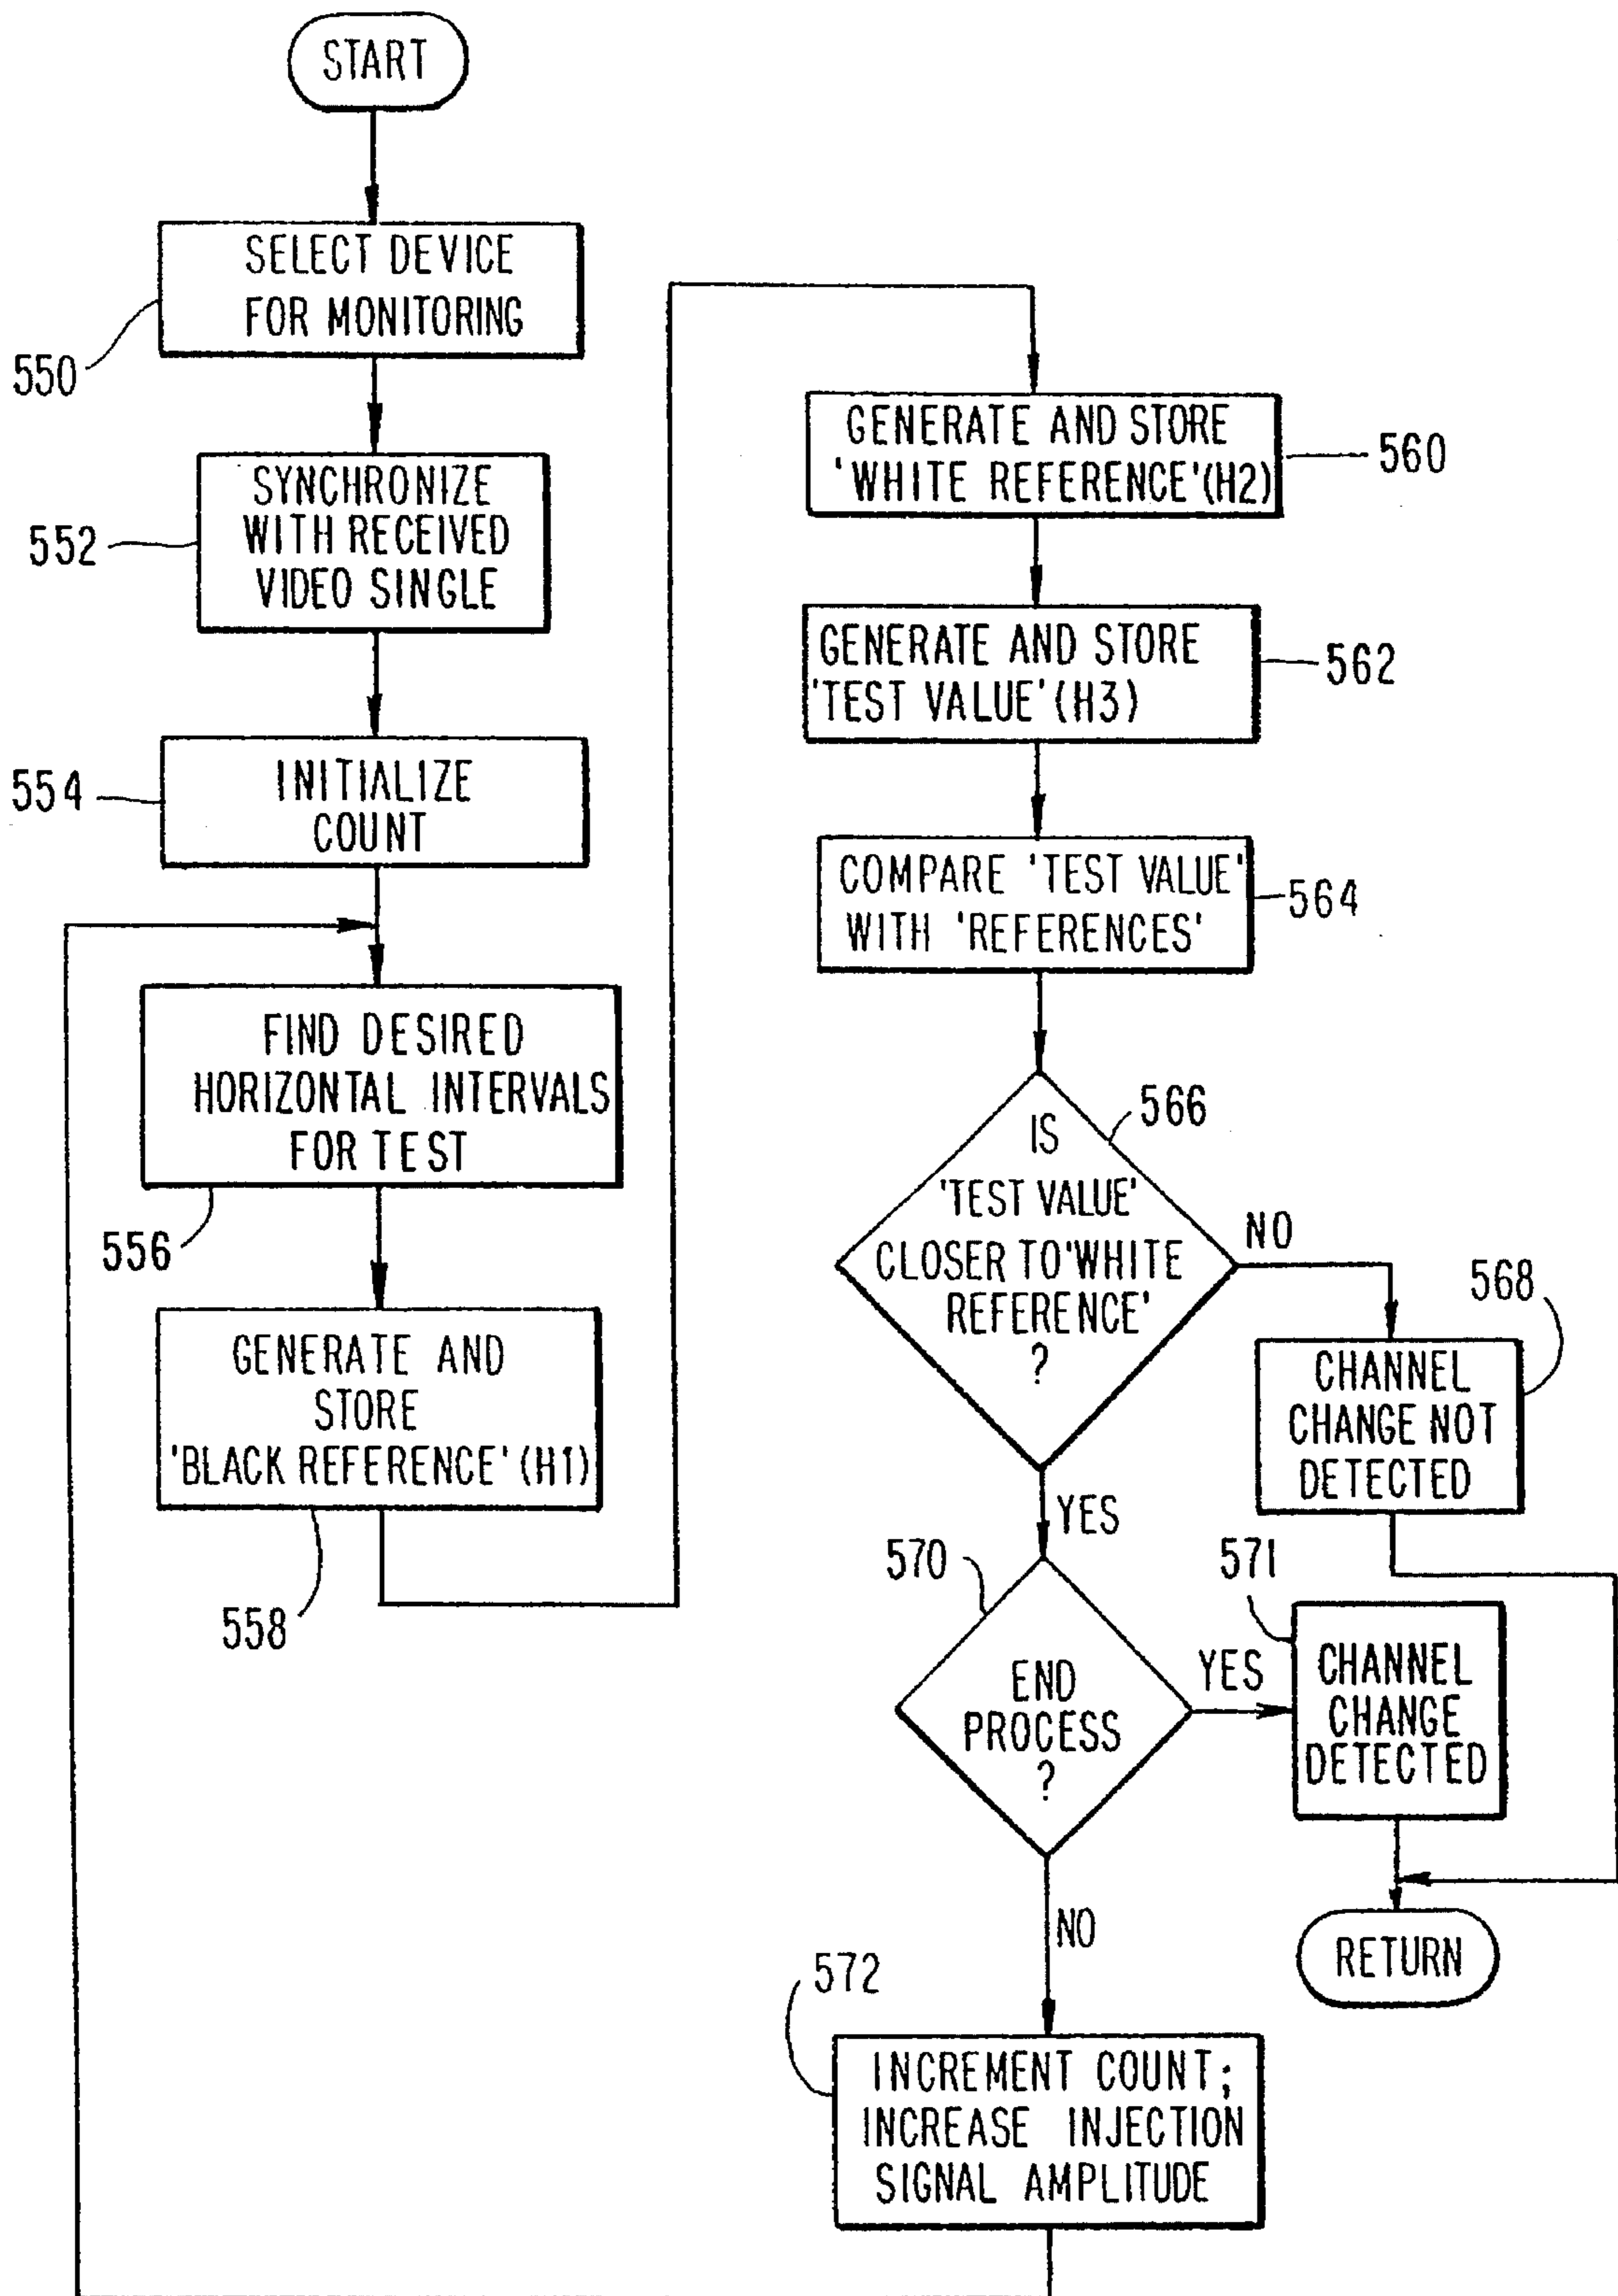 START
SELECT DEVICE
FOR MONITORING
550
SYNCHRONIZE
WITH RECEIVED
VIDEO SINGLE
552
INITIALIZE
COUNT
554
FIND DESIRED
HORIZONTAL INTERVALS
FOR TEST
556
GENERATE AND
STORE
'BLACK REFERENCE' (H1)
558
GENERATE AND STORE
'WHITE REFERENCE' (H2)
560
GENERATE AND STORE
'TEST VALUE' (H3)
562
COMPARE 'TEST VALUE'
WITH 'REFERENCES'
564
IS
'TEST VALUE'
CLOSER TO 'WHITE
REFERENCE'
?
566
NO
CHANNEL
CHANGE NOT
DETECTED
568
YES
END
PROCESS
?
570
YES
CHANNEL
CHANGE
DETECTED
571
RETURN
NO
INCREMENT COUNT;
INCREASE INJECTION
SIGNAL AMPLITUDE
572